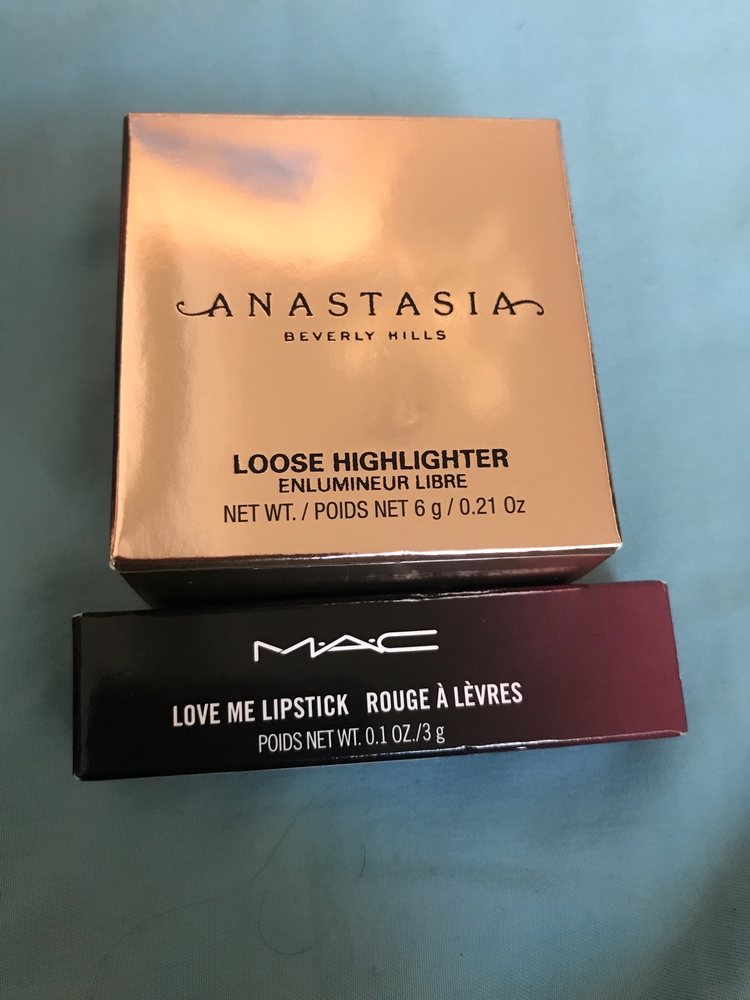 ANASTASIA
BEVERLY HILLS
LOOSE HIGHLIGHTER
ENLUMINEUR LIBRE
NET WT. / POIDS NET 6 g / 0.21 Oz
M·A·C
LOVE ME LIPSTICK ROUGE À LÈVRES
POIDS NET WT. 0.1 OZ./3 g